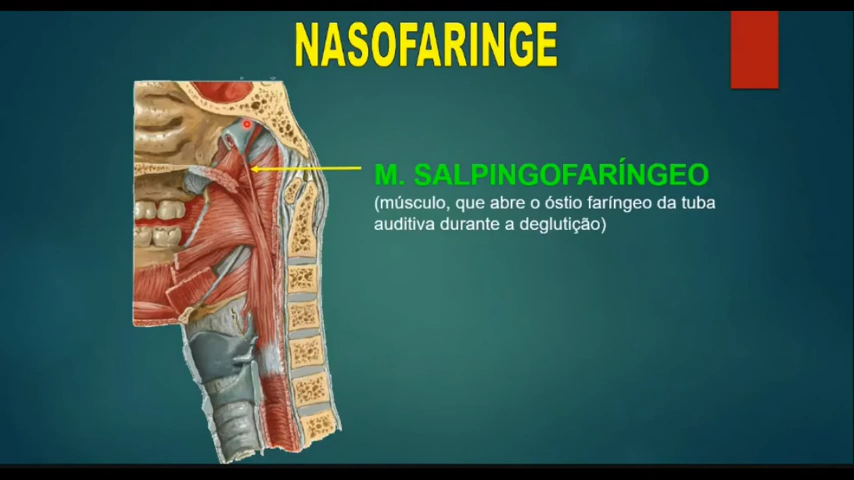 NASOFARINGE
M. SALPINGOFARÍNGEO
(músculo, que abre o óstio faríngeo da tuba
auditiva durante a deglutição)